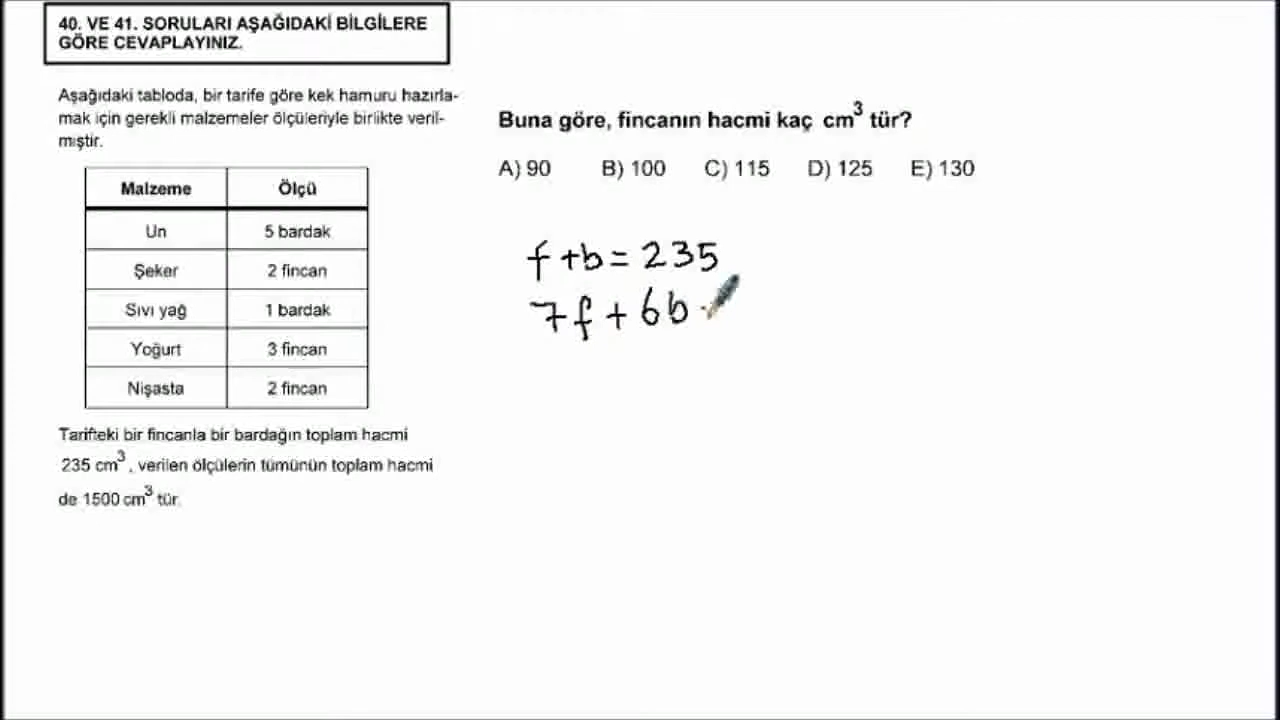 40. VE 41. SORULARI AŞAĞIDAKİ BİLGİLERE
GÖRE CEVAPLAYINIZ.
Aşağıdaki tabloda, bir tarife göre kek hamuru hazırla-
mak için gerekli malzemeler ölçüleriyle birlikte veril-
miştir.
Malzeme Ölçü
Un 5 bardak
Şeker 2 fincan
Sıvı yağ 1 bardak
Yoğurt 3 fincan
Nişasta 2 fincan
Tarifteki bir fincanla bir bardağın toplam hacmi
235 cm³, verilen ölçülerin tümünün toplam hacmi
de 1500 cm³ tür.
Buna göre, fincanın hacmi kaç cm³ tür?
A) 90 B) 100 C) 115 D) 125 E) 130
f+b=235
7f+6b